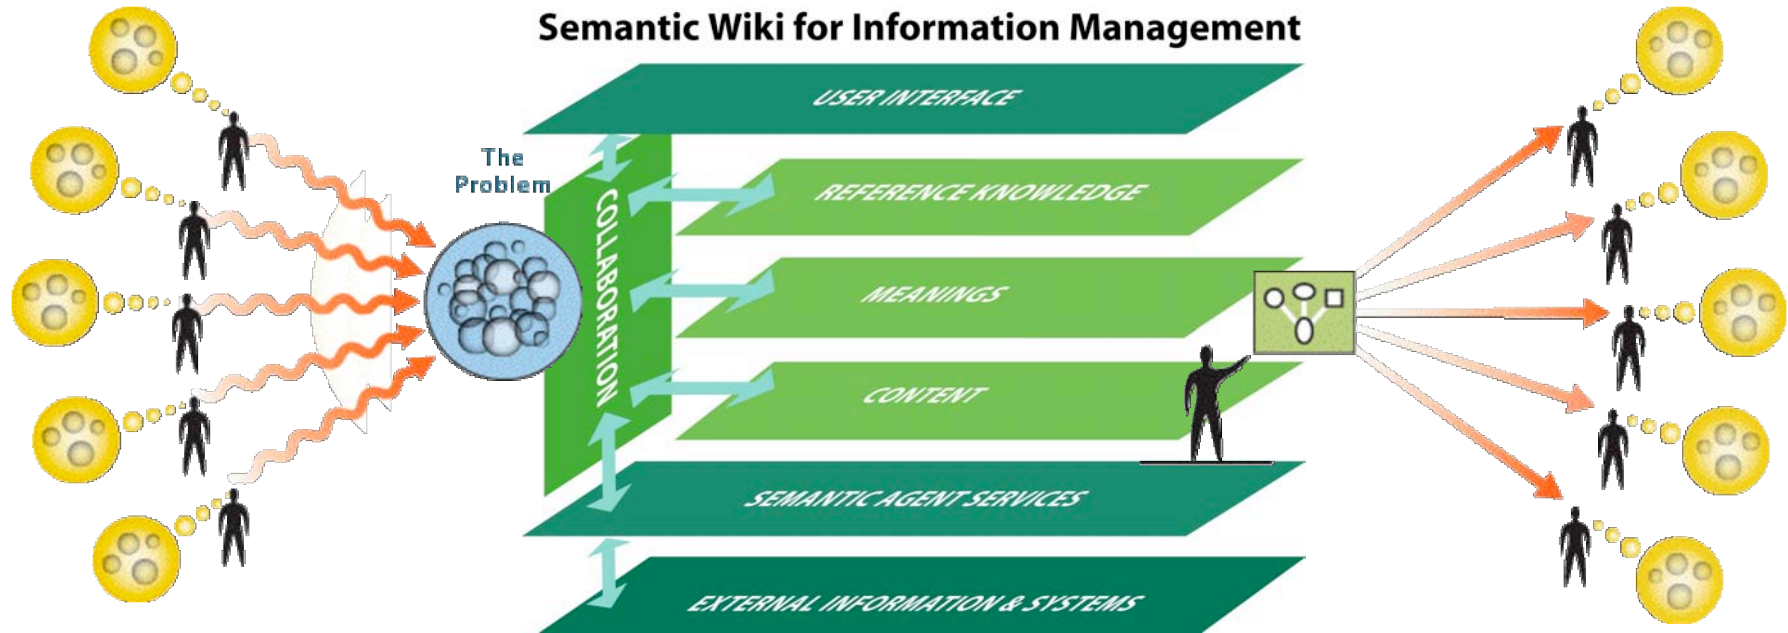 Semantic Wiki for Information Management
USER INTERFACE
The
Problem
COLLABORATION
REFERENCE KNOWLEDGE
MEANINGS
CONTENT
SEMANTIC AGENT SERVICES
EXTERNAL INFORMATION & SYSTEMS